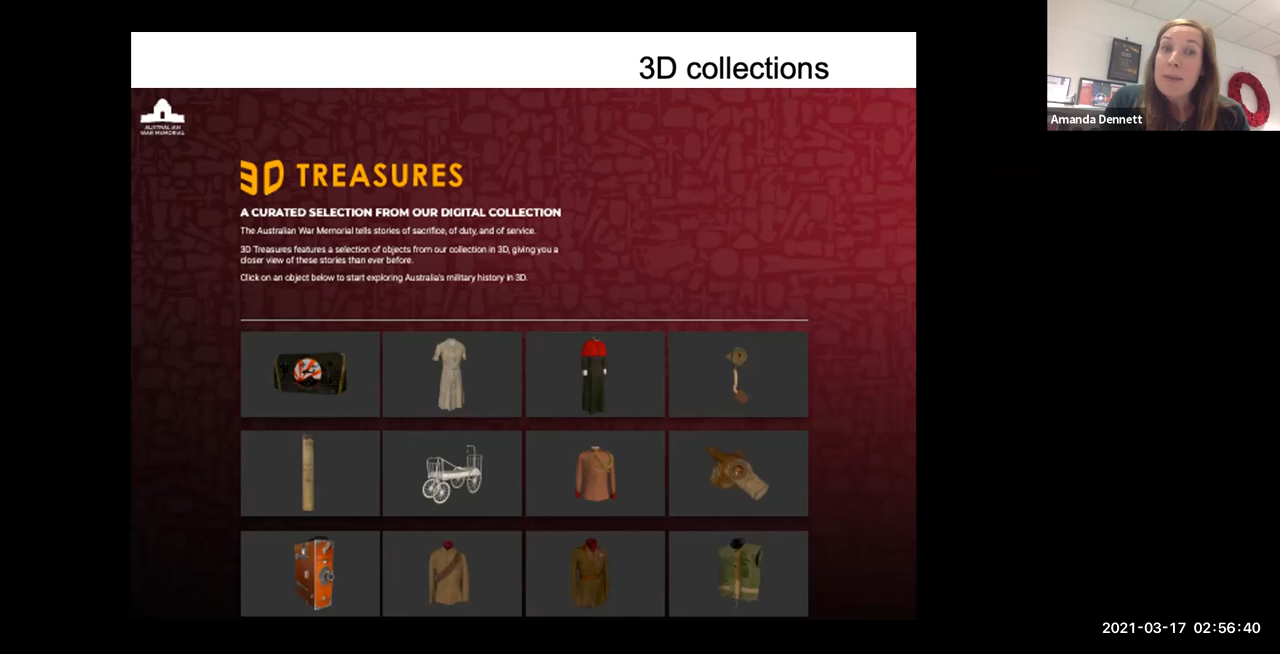 3D collections
AUSTRALIAN
WAR MEMORIAL
3D TREASURES
A CURATED SELECTION FROM OUR DIGITAL COLLECTION
The Australian War Memorial tells stories of sacrifice, of duty, and of service.
3D Treasures features a selection of objects from our collection in 3D, giving you a
closer view of these stories than ever before.
Click on an object below to start exploring Australia's military history in 3D.
Amanda Dennett
2021-03-17 02:56:40